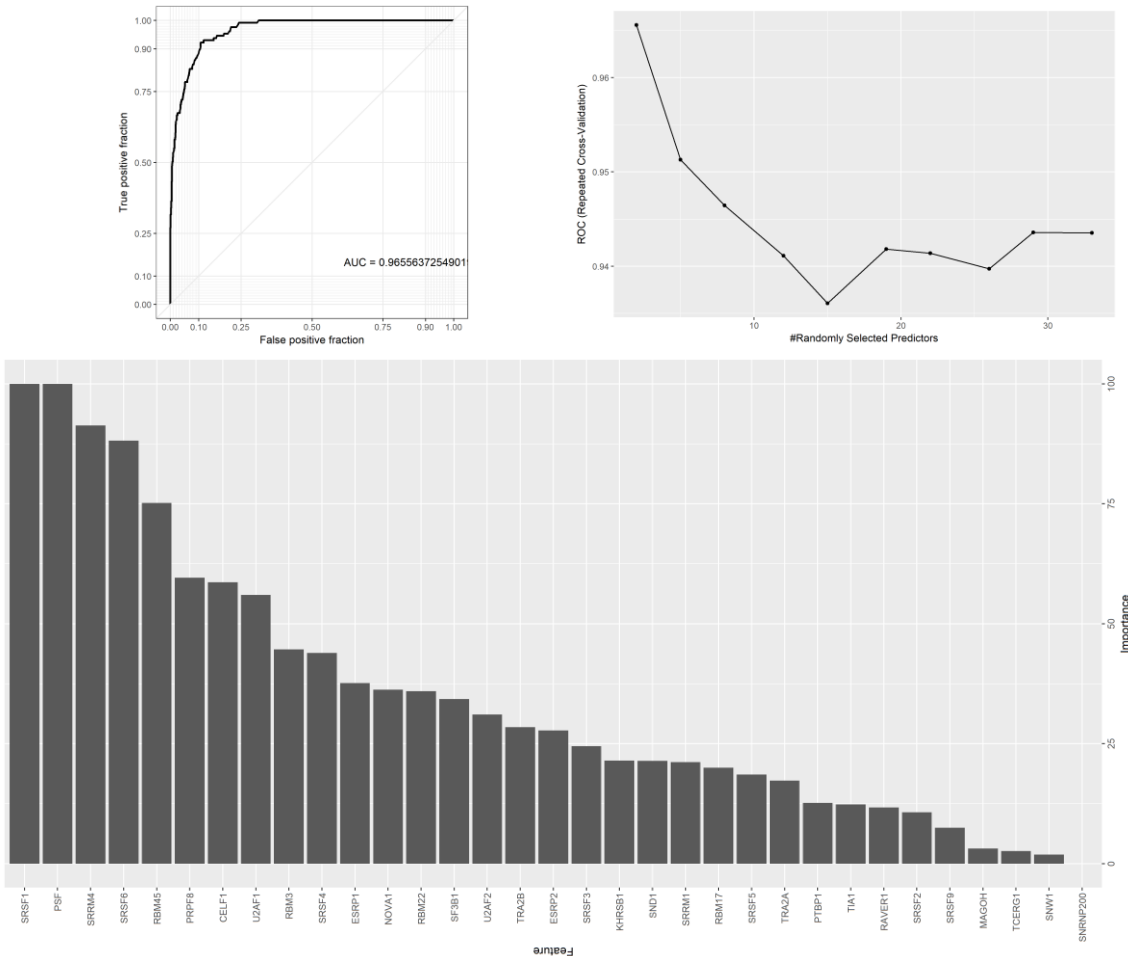 1.00
0.90
0.75
0.50
0.25
0.10
0.00
True positive fraction
AUC = 0.9655637254901
0.00 0.10 0.25 0.50 0.75 0.90 1.00
False positive fraction
0.96
0.95
0.94
ROC (Repeated Cross-Validation)
10 20 30
#Randomly Selected Predictors
100
75
50
25
0
Importance
SRSF1
PSF
SRRM4
SRSF6
RBM45
PRPF8
CELF1
U2AF1
RBM3
SRSF4
ESRP1
NOVA1
RBM22
SF3B1
U2AF2
TRA2B
ESRP2
SRSF3
KHRSB1
SND1
SRRM1
RBM17
SRSF5
TRA2A
PTBP1
TIA1
RAVER1
SRSF2
SRSF9
MAGOH
TCERG1
SNW1
SNRNP200
Feature